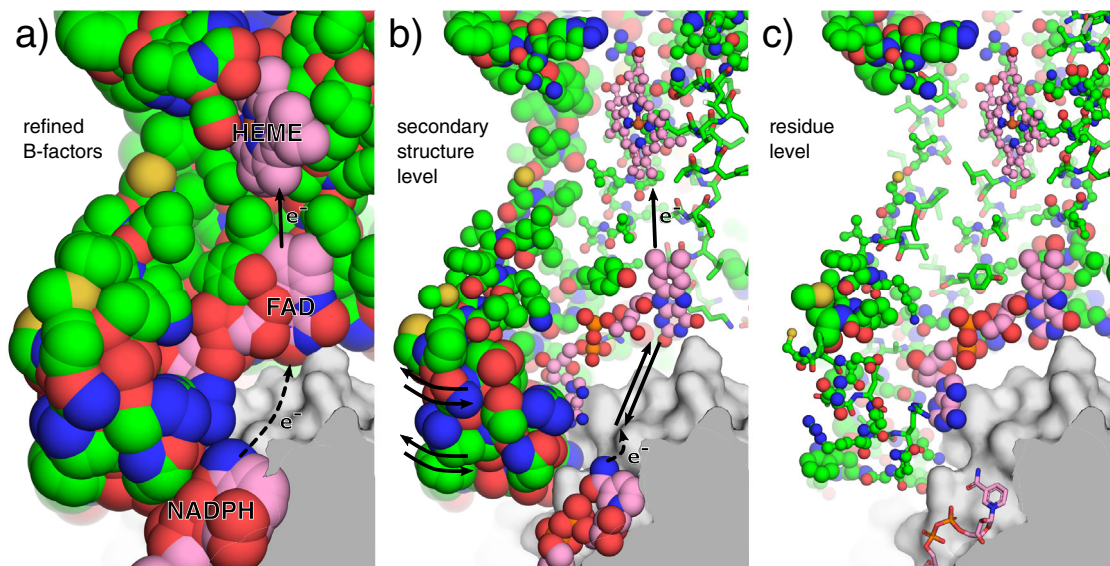 a)
refined
B-factors
HEME
e-
FAD
e-
NADPH
b)
secondary
structure
level
e-
e-
c)
residue
level